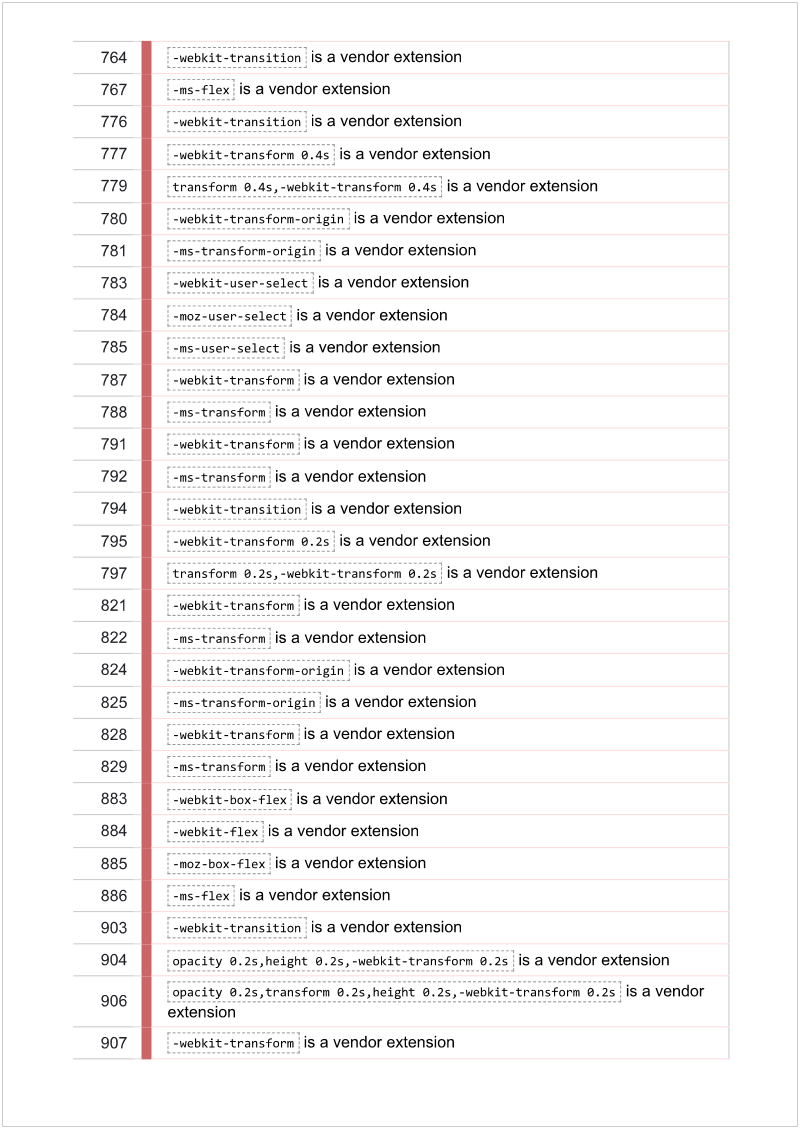 764 -webkit-transition is a vendor extension
767 -ms-flex is a vendor extension
776 -webkit-transition is a vendor extension
777 -webkit-transform 0.4s is a vendor extension
779 transform 0.4s,-webkit-transform 0.4s is a vendor extension
780 -webkit-transform-origin is a vendor extension
781 -ms-transform-origin is a vendor extension
783 -webkit-user-select is a vendor extension
784 -moz-user-select is a vendor extension
785 -ms-user-select is a vendor extension
787 -webkit-transform is a vendor extension
788 -ms-transform is a vendor extension
791 -webkit-transform is a vendor extension
792 -ms-transform is a vendor extension
794 -webkit-transition is a vendor extension
795 -webkit-transform 0.2s is a vendor extension
797 transform 0.2s,-webkit-transform 0.2s is a vendor extension
821 -webkit-transform is a vendor extension
822 -ms-transform is a vendor extension
824 -webkit-transform-origin is a vendor extension
825 -ms-transform-origin is a vendor extension
828 -webkit-transform is a vendor extension
829 -ms-transform is a vendor extension
883 -webkit-box-flex is a vendor extension
884 -webkit-flex is a vendor extension
885 -moz-box-flex is a vendor extension
886 -ms-flex is a vendor extension
903 -webkit-transition is a vendor extension
904 opacity 0.2s,height 0.2s,-webkit-transform 0.2s is a vendor extension
906 opacity 0.2s,transform 0.2s,height 0.2s,-webkit-transform 0.2s is a vendor
extension
907 -webkit-transform is a vendor extension